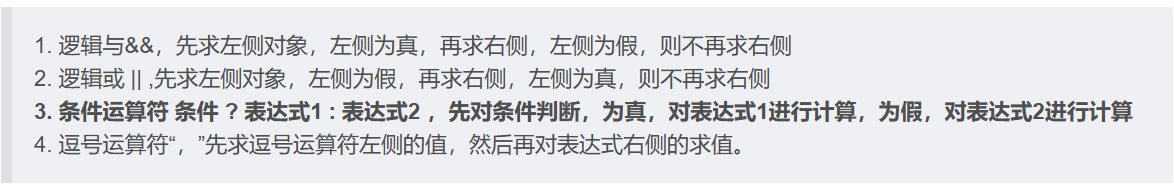 1. 逻辑与&&，先求左侧对象，左侧为真，再求右侧，左侧为假，则不再求右侧
2. 逻辑或 || ,先求左侧对象，左侧为假，再求右侧，左侧为真，则不再求右侧
3. 条件运算符 条件 ? 表达式1 : 表达式2 ，先对条件判断，为真，对表达式1进行计算，为假，对表达式2进行计算
4. 逗号运算符“，”先求逗号运算符左侧的值，然后再对表达式右侧的求值。